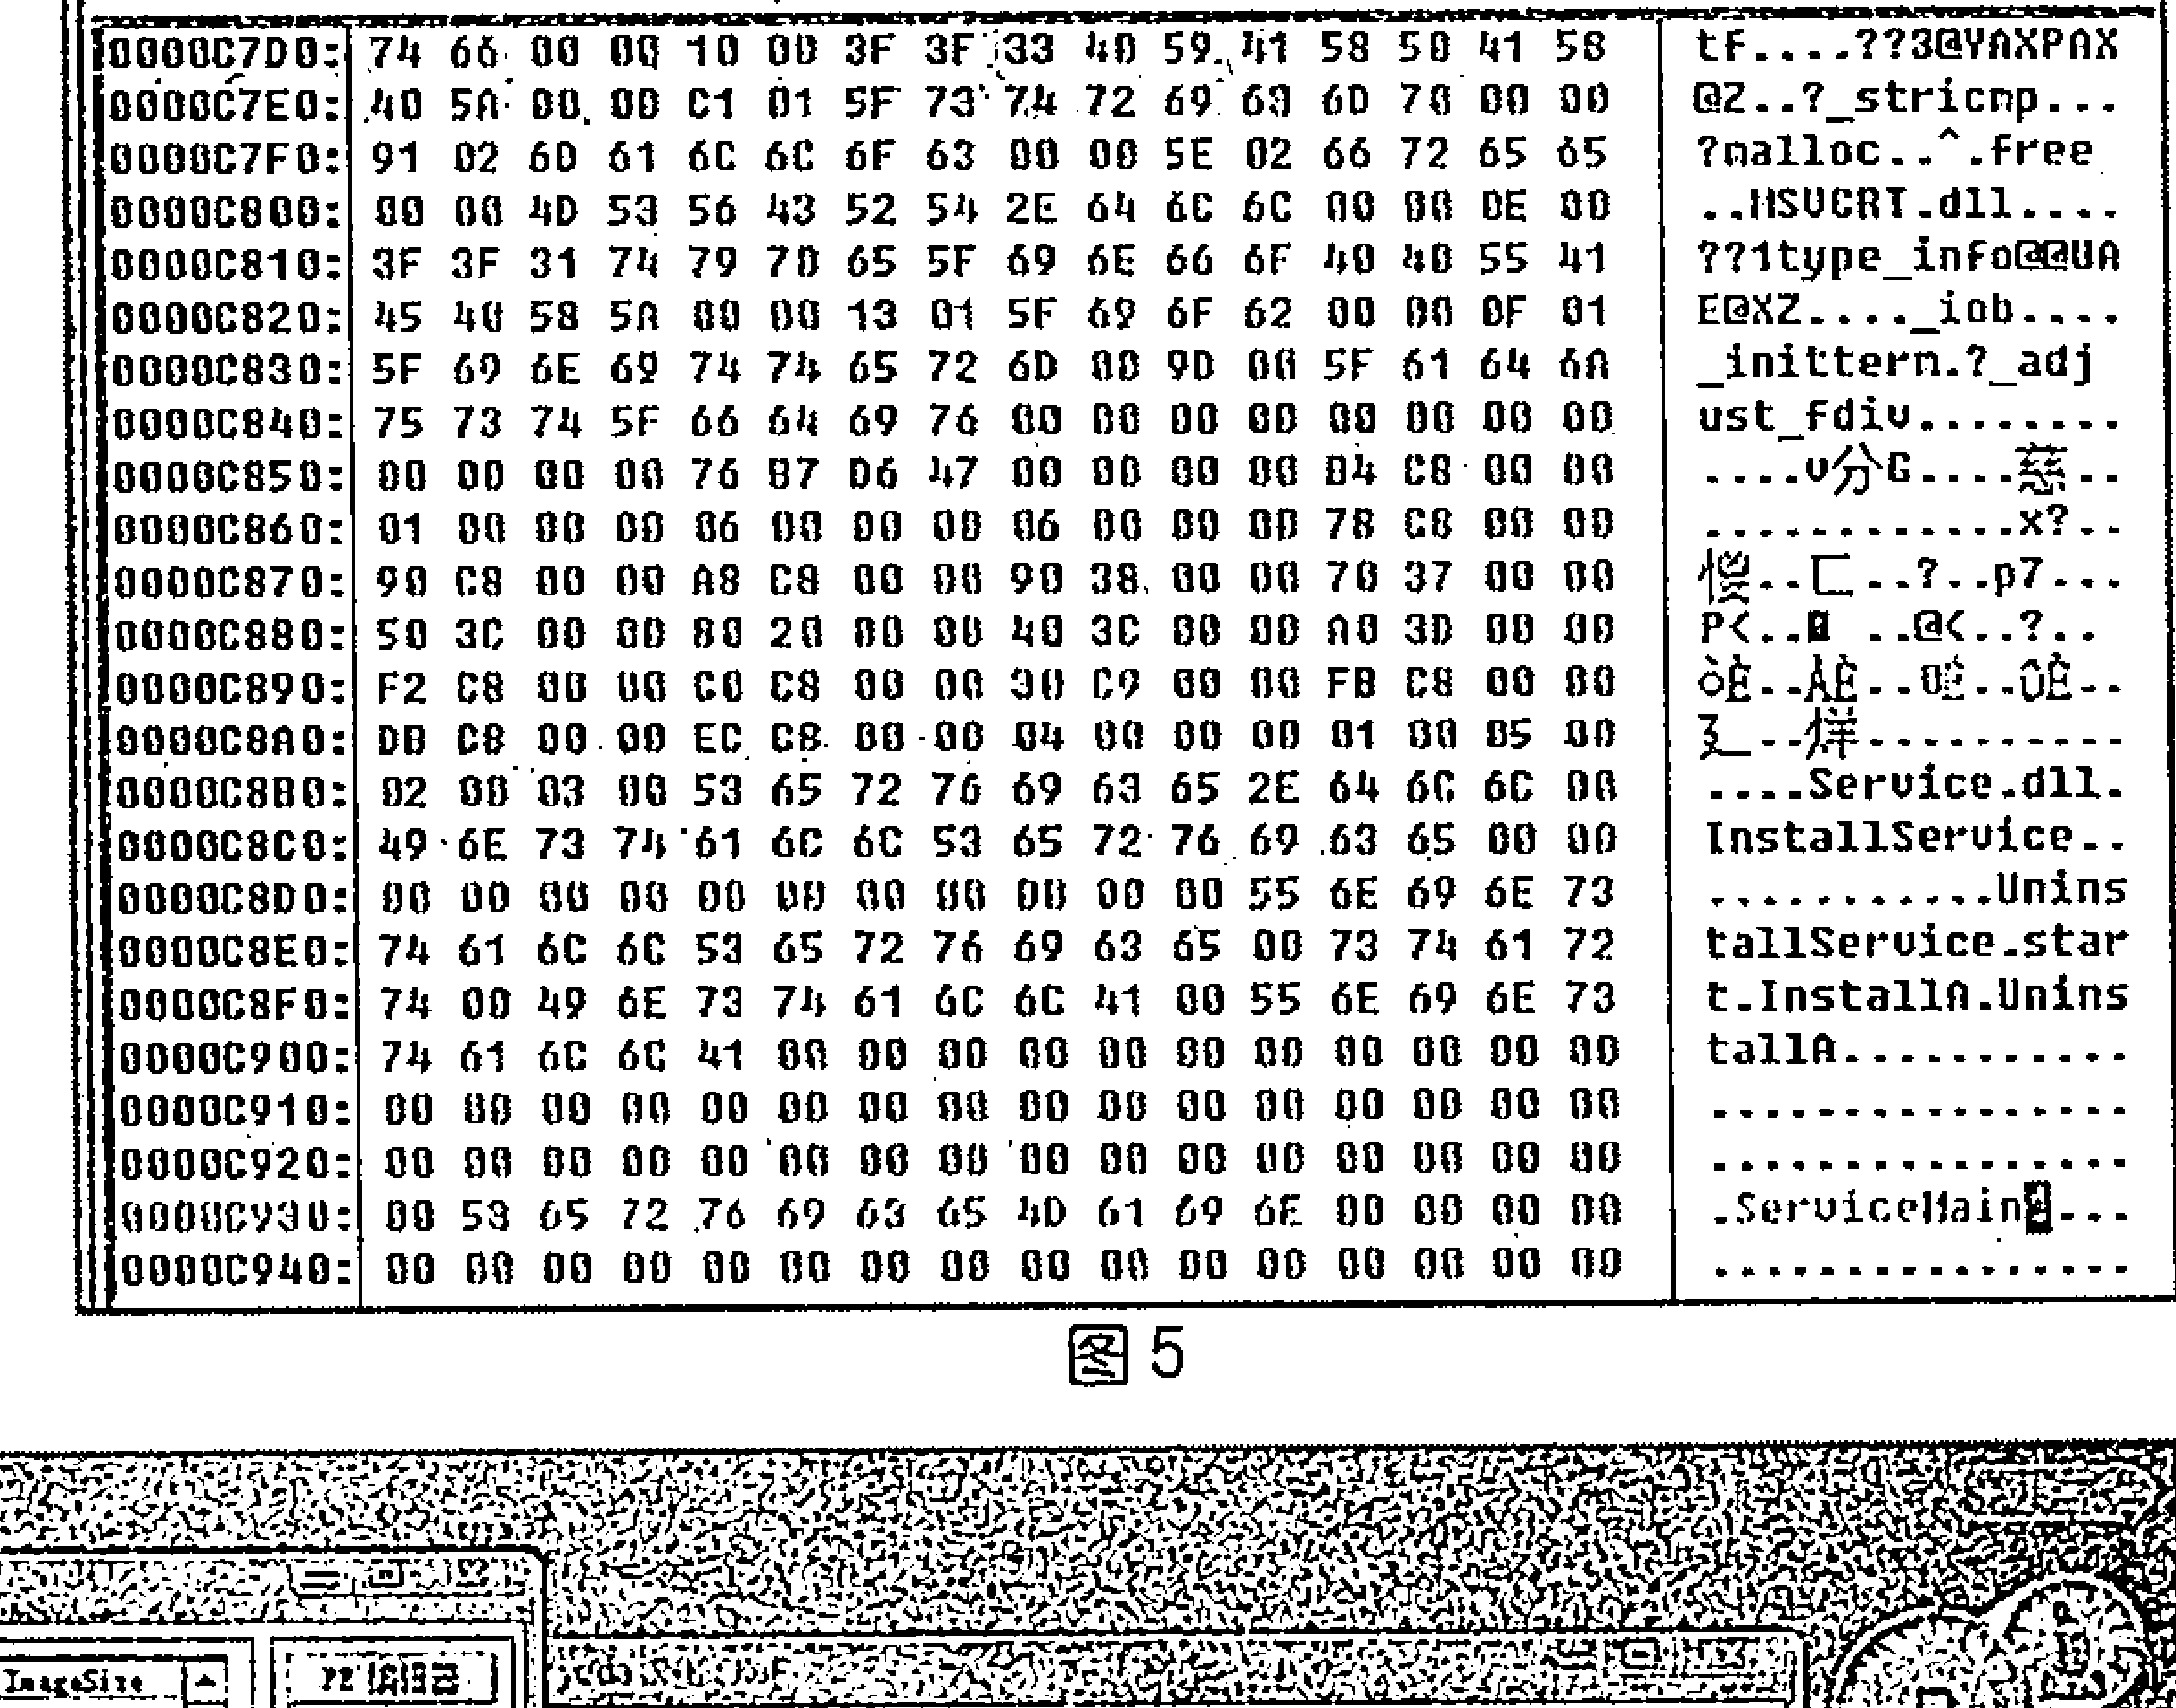 0000C7D0: 74 66 00 00 10 00 3F 3F 33 40 59 41 58 50 41 58 tf....??3@YAXPAX
0000C7E0: 40 5A 00 00 C1 01 5F 73 74 72 69 63 6D 70 00 00 @Z..?_stricmp...
0000C7F0: 91 02 6D 61 6C 6C 6F 63 00 00 5E 02 66 72 65 65 ?malloc..^.free
0000C800: 00 00 4D 53 56 43 52 54 2E 64 6C 6C 00 00 0E 00 ..MSVCRT.dll....
0000C810: 3F 3F 31 74 79 70 65 5F 69 6E 66 6F 40 40 55 41 ??1type_info@@UA
0000C820: 45 40 58 5A 00 00 13 01 5F 69 6F 62 00 00 0F 01 E@XZ...._iob....
0000C830: 5F 69 6E 69 74 74 65 72 6D 00 9D 00 5F 61 64 6A _initterm.?_adj
0000C840: 75 73 74 5F 66 64 69 76 00 00 00 00 00 00 00 00 ust_fdiv........
0000C850: 00 00 00 00 76 B7 D6 47 00 00 00 00 B4 C8 00 00 ....v分G......
0000C860: 01 00 00 00 06 00 00 00 06 00 00 00 78 C8 00 00 ............x?..
0000C870: 90 C8 00 00 A8 C8 00 00 90 38 00 00 70 37 00 00 ..匚..?..p7...
0000C880: 50 3C 00 00 80 20 00 00 40 3C 00 00 A0 3D 00 00 P<.. ..@<..?..
0000C890: F2 C8 00 00 C0 C8 00 00 30 C9 00 00 FB C8 00 00 òÈ..ÀÈ..0É..ûÈ..
0000C8A0: DB C8 00 00 EC C8 00 00 04 00 00 00 01 00 05 00 ..烊..........
0000C8B0: 02 00 03 00 53 65 72 76 69 63 65 2E 64 6C 6C 00 ....Service.dll.
0000C8C0: 49 6E 73 74 61 6C 6C 53 65 72 76 69 63 65 00 00 InstallService..
0000C8D0: 00 00 00 00 00 00 00 00 00 00 00 55 6E 69 6E 73 ...........Unins
0000C8E0: 74 61 6C 6C 53 65 72 76 69 63 65 00 73 74 61 72 tallService.star
0000C8F0: 74 00 49 6E 73 74 61 6C 6C 41 00 55 6E 69 6E 73 t.InstallA.Unins
0000C900: 74 61 6C 6C 41 00 00 00 00 00 00 00 00 00 00 00 tallA...........
0000C910: 00 00 00 00 00 00 00 00 00 00 00 00 00 00 00 00 ................
0000C920: 00 00 00 00 00 00 00 00 00 00 00 00 00 00 00 00 ................
0000C930: 00 53 65 72 76 69 63 65 4D 61 69 6E 00 00 00 00 .ServiceMain...
0000C940: 00 00 00 00 00 00 00 00 00 00 00 00 00 00 00 00 ................
图 5
ImageSize
PE